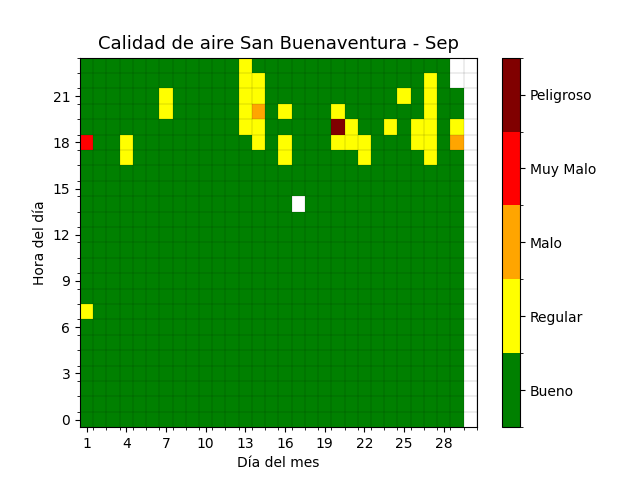 Calidad de aire San Buenaventura - Sep
Hora del día
21
18
15
12
9
6
3
0
1 4 7 10 13 16 19 22 25 28
Día del mes
Peligroso
Muy Malo
Malo
Regular
Bueno